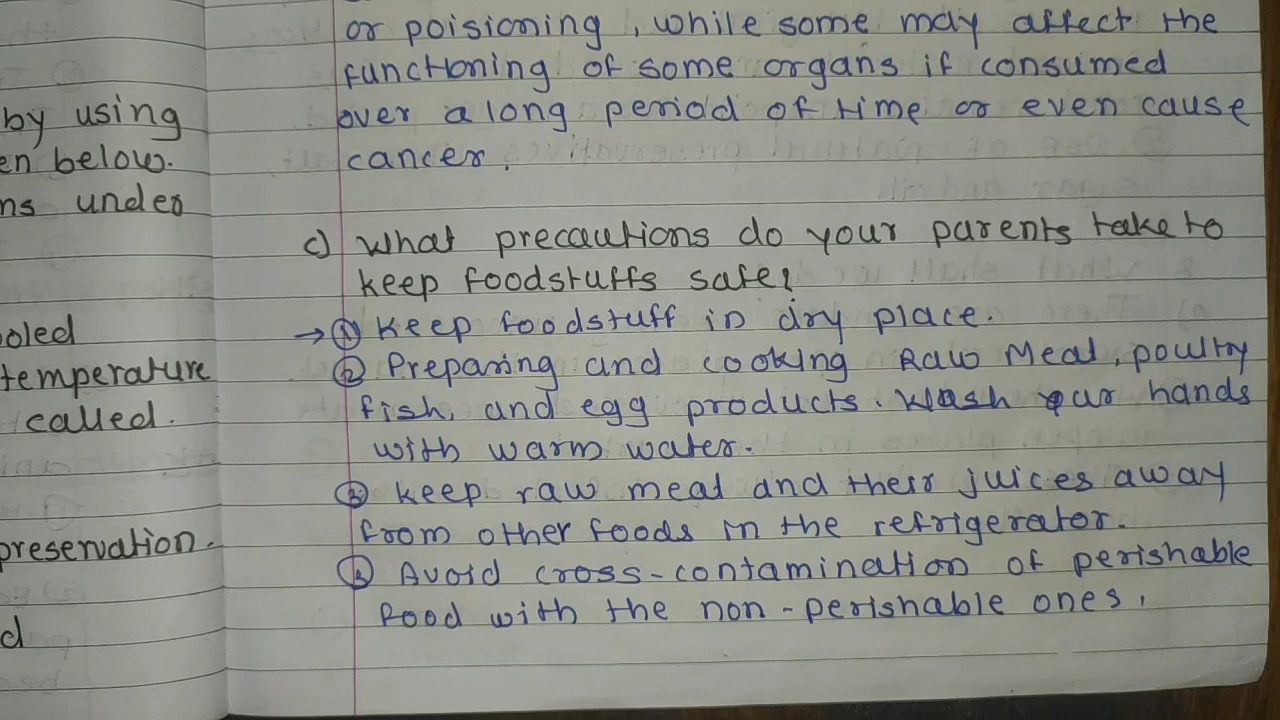 by using
en below.
ns under
oled
temperature
called.
preservation.
d
or poisioning, while some may affect the
functioning of some organs if consumed
over a long period of time or even cause
cancer.
c) What precautions do your parents take to
keep foodstuffs safe?
→ ① Keep foodstuff in dry place.
② Preparing and cooking Raw Meat, poultry
fish, and egg products. Wash our hands
with warm water.
③ keep raw meat and their juices away
from other foods in the refrigerator.
Avoid cross-contamination of perishable
food with the non-perishable ones,